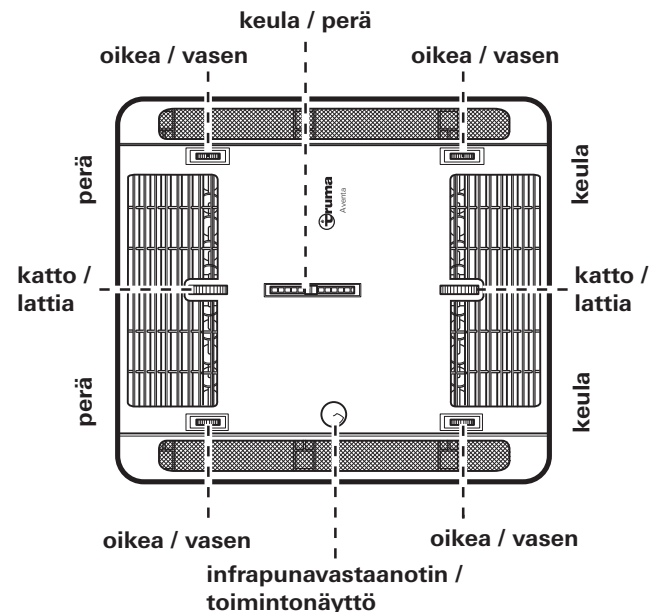 keula / perä
oikea / vasen
oikea / vasen
perä
keula
truma
Aventa
katto /
lattia
katto /
lattia
perä
keula
oikea / vasen
oikea / vasen
infrapunavastaanotin /
toimintonäyttö